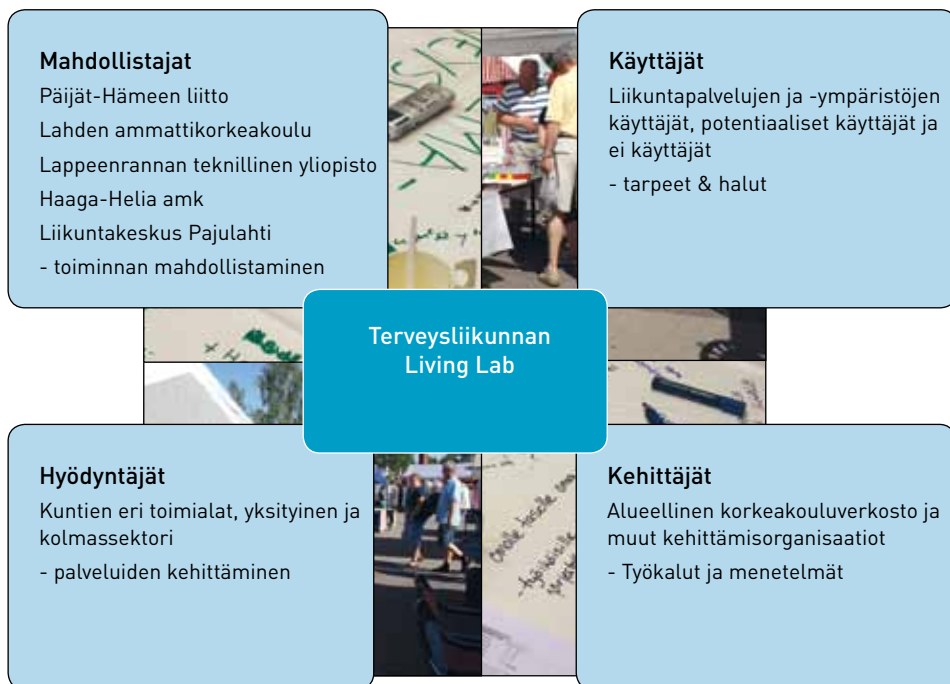 Mahdollistajat
Päijät-Hämeen liitto
Lahden ammattikorkeakoulu
Lappeenrannan teknillinen yliopisto
Haaga-Helia amk
Liikuntakeskus Pajulahti
- toiminnan mahdollistaminen
Käyttäjät
Liikuntapalvelujen ja -ympäristöjen
käyttäjät, potentiaaliset käyttäjät ja
ei käyttäjät
- tarpeet & halut
Terveysliikunnan
Living Lab
Hyödyntäjät
Kuntien eri toimialat, yksityinen ja
kolmassektori
- palveluiden kehittäminen
Kehittäjät
Alueellinen korkeakouluverkosto ja
muut kehittämisorganisaatiot
- Työkalut ja menetelmät